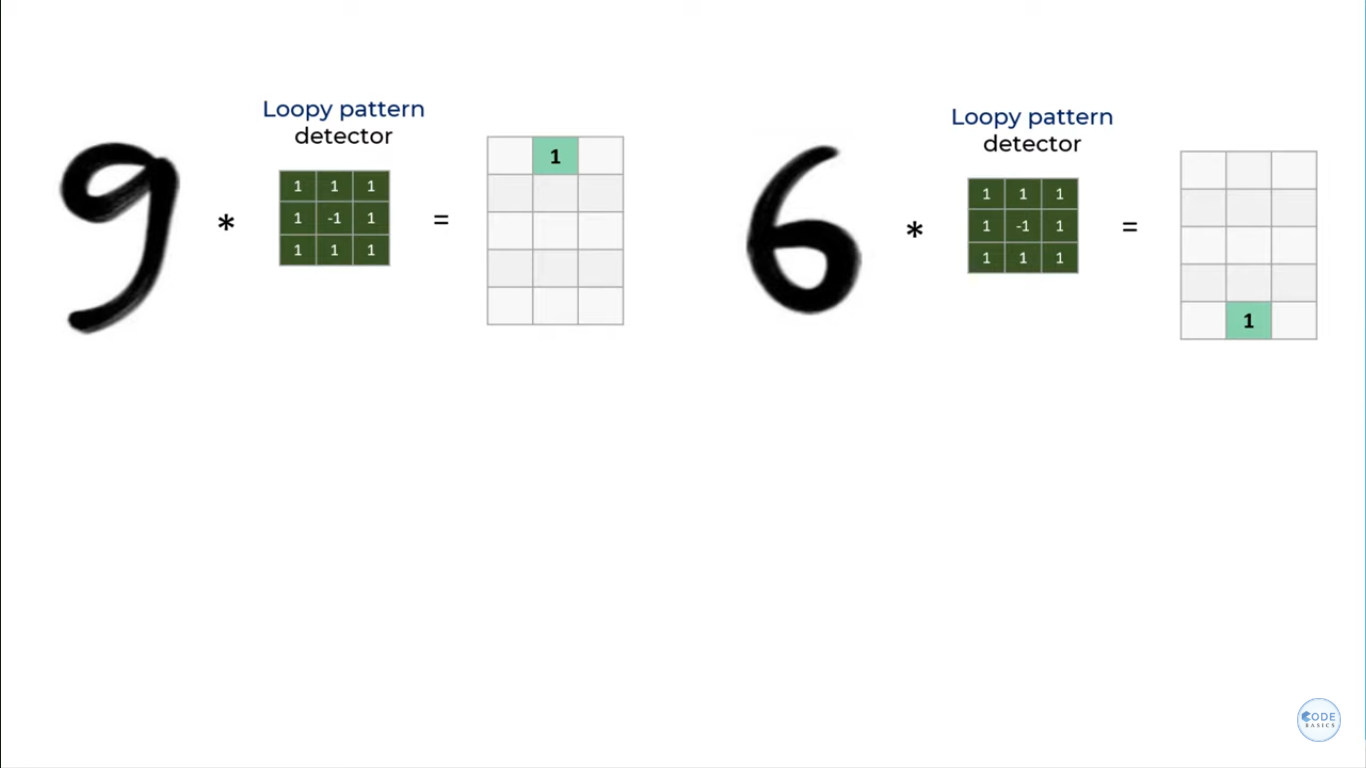 Loopy pattern
detector
9 * 1 1 1 = 1
1 -1 1
1 1 1
Loopy pattern
detector
6 * 1 1 1 = 1
1 -1 1
1 1 1
CODE
BASICS